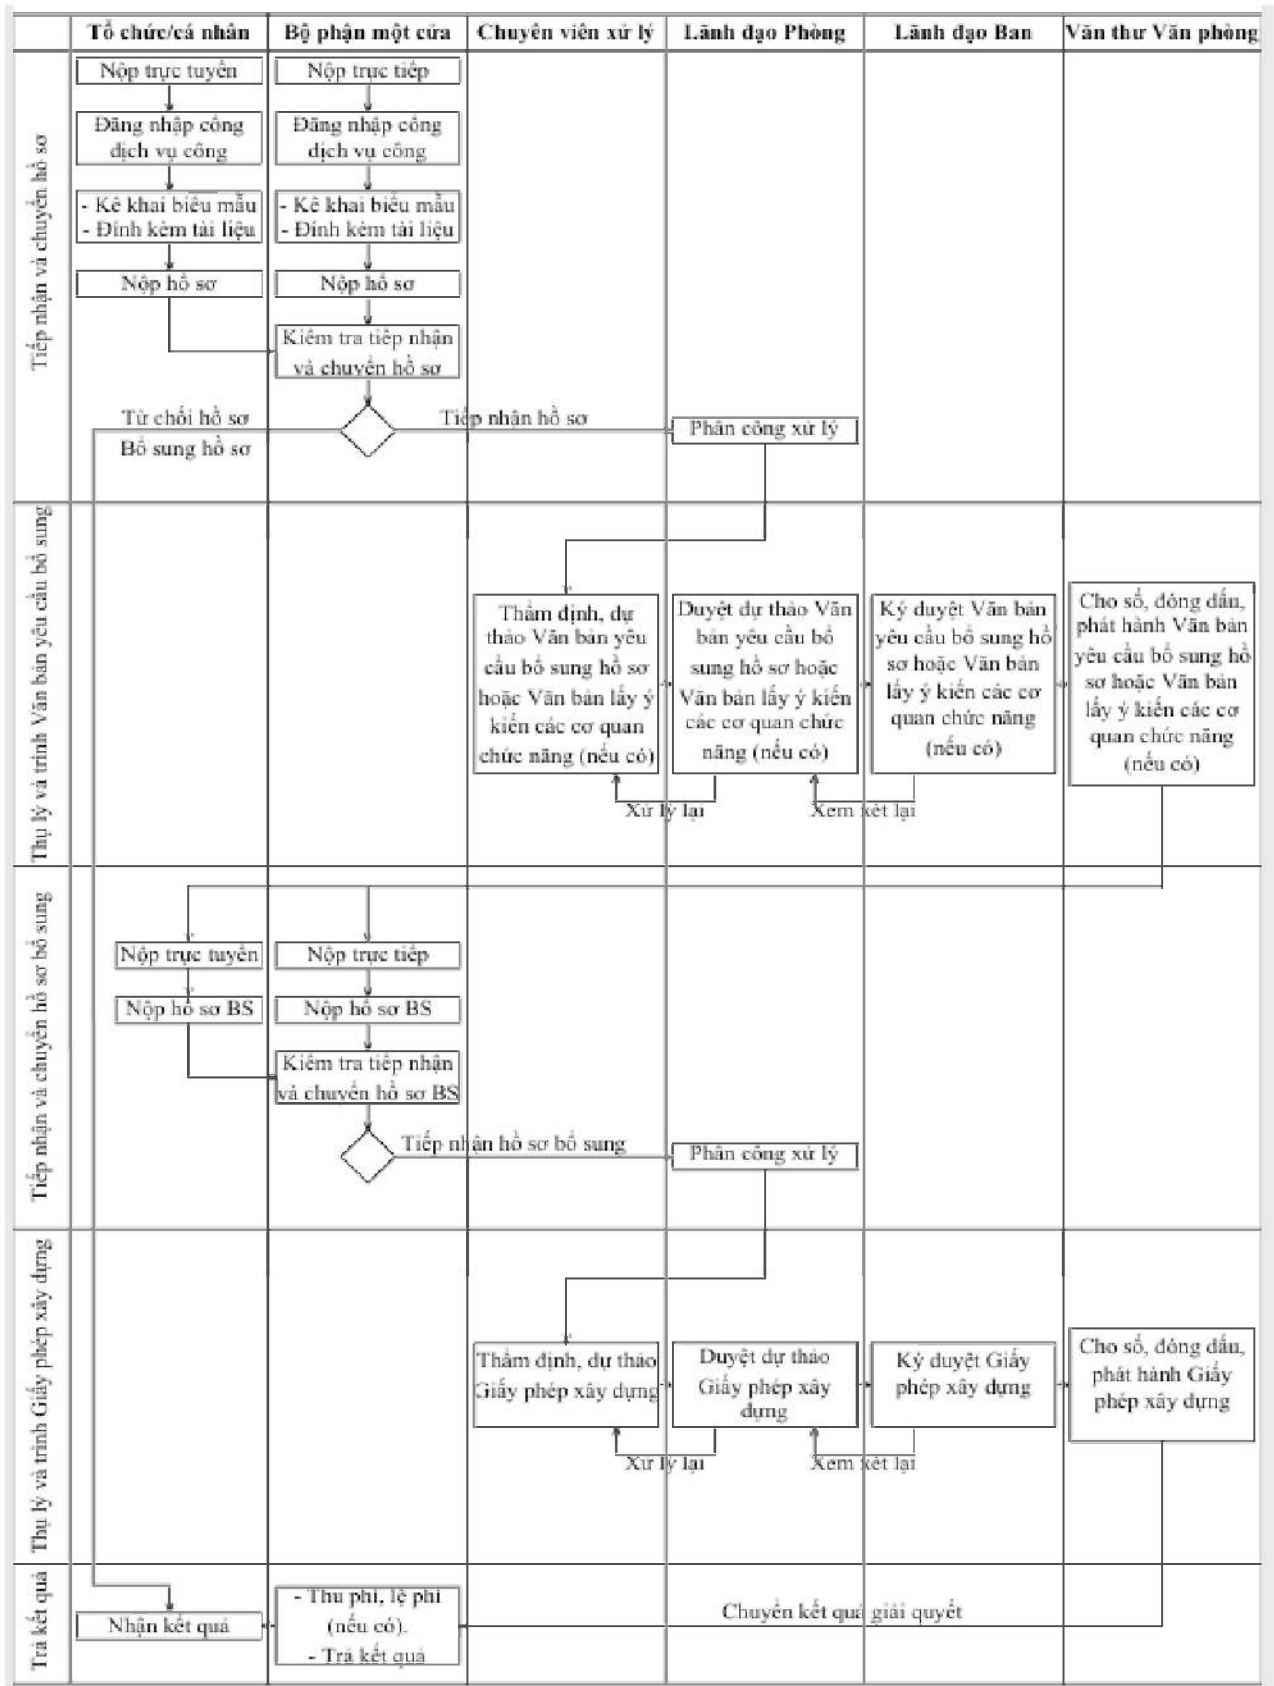 Tổ chức/cá nhân
Bộ phận một cửa
Chuyên viên xử lý
Lãnh đạo Phòng
Lãnh đạo Ban
Văn thư Văn phòng
Tiếp nhận và chuyển hồ sơ
Nộp trực tuyến
Đăng nhập cổng
dịch vụ công
- Kê khai biểu mẫu
- Đính kèm tài liệu
Nộp hồ sơ
Nộp trực tiếp
Đăng nhập cổng
dịch vụ công
- Kê khai biểu mẫu
- Đính kèm tài liệu
Nộp hồ sơ
Kiểm tra tiếp nhận
và chuyển hồ sơ
Từ chối hồ sơ
Bổ sung hồ sơ
Tiếp nhận hồ sơ
Phân công xử lý
Thụ lý và trình Văn bản yêu cầu bổ sung
Thẩm định, dự
thảo Văn bản yêu
cầu bổ sung hồ sơ
hoặc Văn bản lấy ý
kiến các cơ quan
chức năng (nếu có)
Duyệt dự thảo Văn
bản yêu cầu bổ
sung hồ sơ hoặc
Văn bản lấy ý kiến
các cơ quan chức
năng (nếu có)
Ký duyệt Văn bản
yêu cầu bổ sung hồ
sơ hoặc Văn bản
lấy ý kiến các cơ
quan chức năng
(nếu có)
Cho số, đóng dấu,
phát hành Văn bản
yêu cầu bổ sung hồ
sơ hoặc Văn bản
lấy ý kiến các cơ
quan chức năng
(nếu có)
Xử lý lại
Xem xét lại
Tiếp nhận và chuyển hồ sơ bổ sung
Nộp trực tuyến
Nộp hồ sơ BS
Nộp trực tiếp
Nộp hồ sơ BS
Kiểm tra tiếp nhận
và chuyển hồ sơ BS
Tiếp nhận hồ sơ bổ sung
Phân công xử lý
Thụ lý và trình Giấy phép xây dựng
Thẩm định, dự thảo
Giấy phép xây dựng
Duyệt dự thảo
Giấy phép xây
dựng
Ký duyệt Giấy
phép xây dựng
Cho số, đóng dấu,
phát hành Giấy
phép xây dựng
Xử lý lại
Xem xét lại
Trả kết quả
Nhận kết quả
- Thu phí, lệ phí
(nếu có).
- Trả kết quả
Chuyển kết quả giải quyết